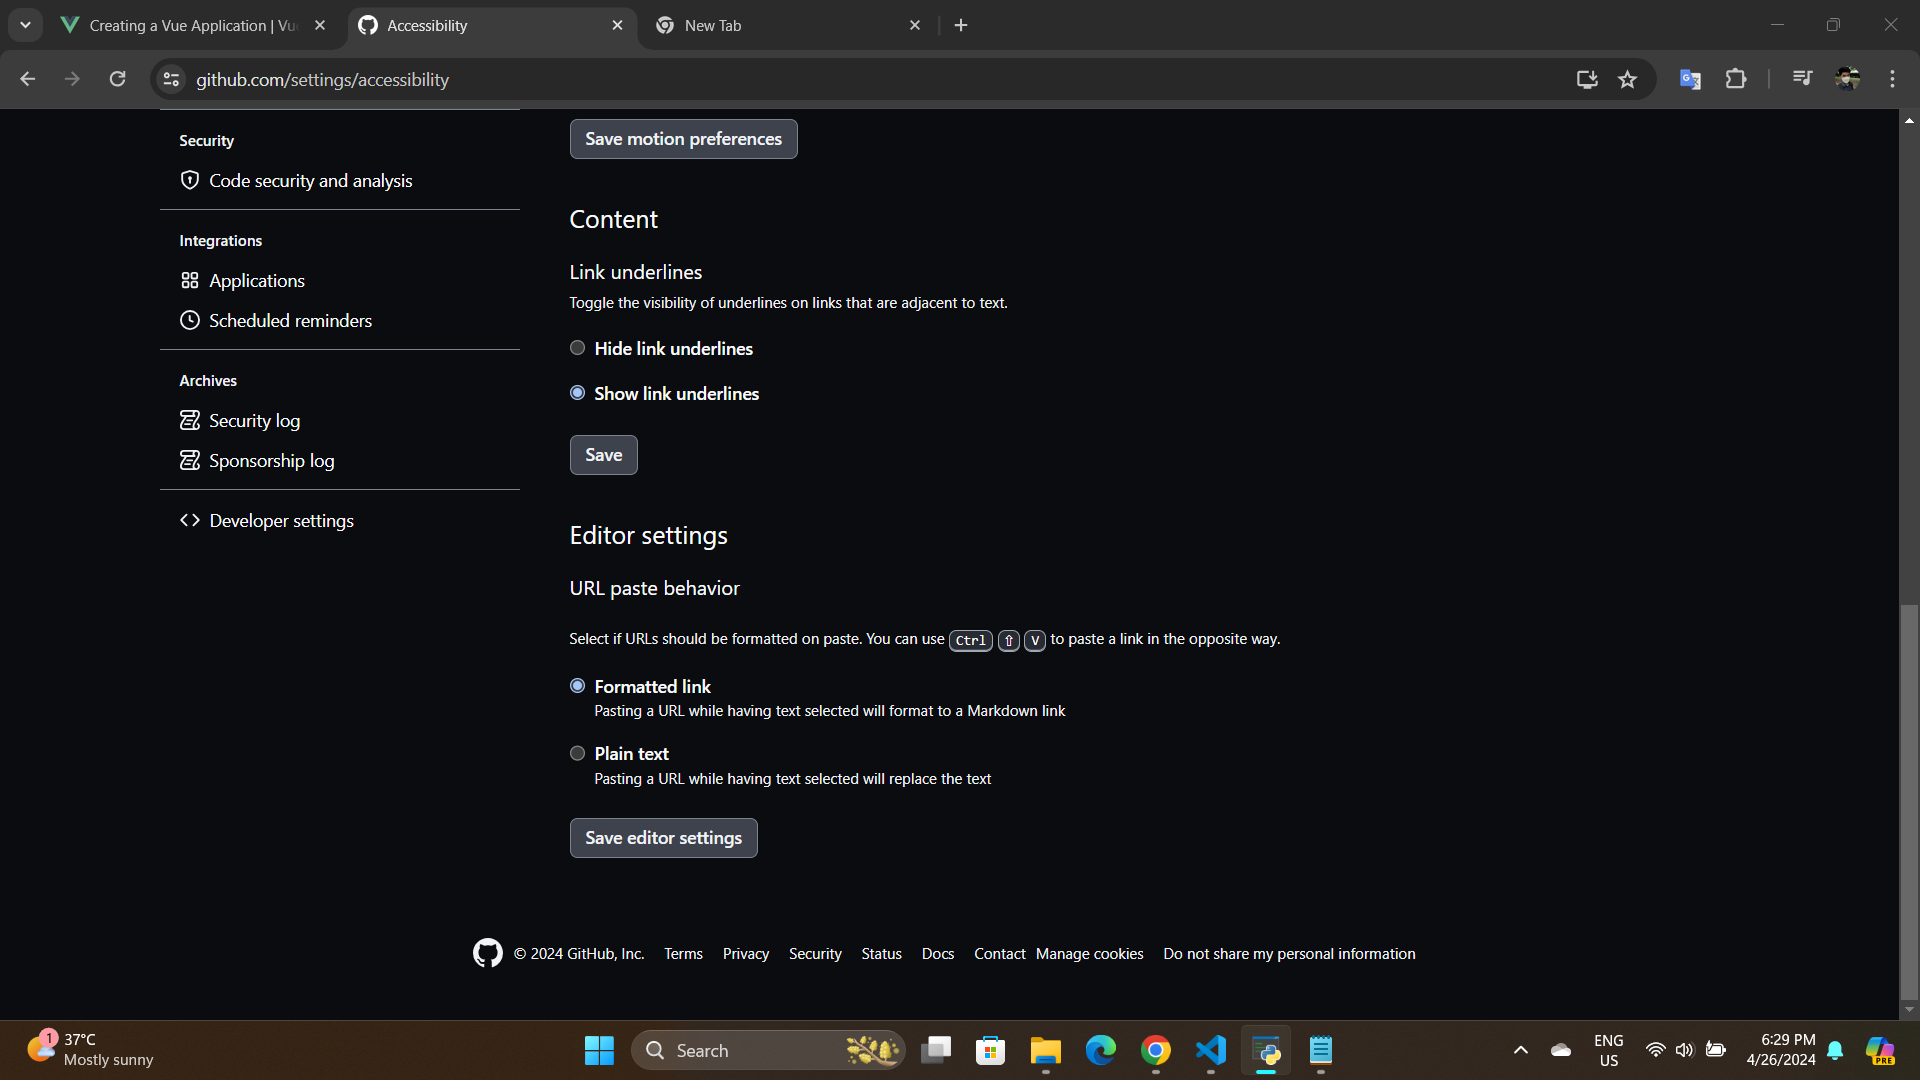 Creating a Vue Application | Vu
Accessibility
New Tab
github.com/settings/accessibility
Security
Code security and analysis
Integrations
Applications
Scheduled reminders
Archives
Security log
Sponsorship log
Developer settings
Save motion preferences
Content
Link underlines
Toggle the visibility of underlines on links that are adjacent to text.
Hide link underlines
Show link underlines
Save
Editor settings
URL paste behavior
Select if URLs should be formatted on paste. You can use Ctrl ⇧ V to paste a link in the opposite way.
Formatted link
Pasting a URL while having text selected will format to a Markdown link
Plain text
Pasting a URL while having text selected will replace the text
Save editor settings
© 2024 GitHub, Inc. Terms Privacy Security Status Docs Contact Manage cookies Do not share my personal information
1
37°C
Mostly sunny
Search
PRE
ENG
US
6:29 PM
4/26/2024